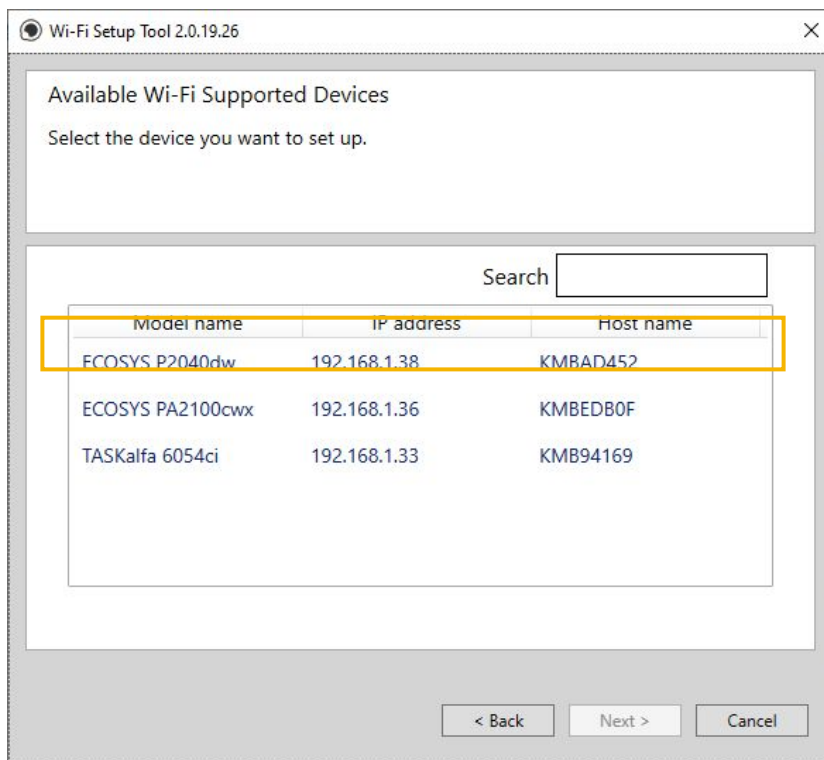 Wi-Fi Setup Tool 2.0.19.26
Available Wi-Fi Supported Devices
Select the device you want to set up.
Search
Model name IP address Host name
ECOSYS P2040dw 192.168.1.38 KMBAD452
ECOSYS PA2100cwx 192.168.1.36 KMBEDB0F
TASKalfa 6054ci 192.168.1.33 KMB94169
< Back Next > Cancel